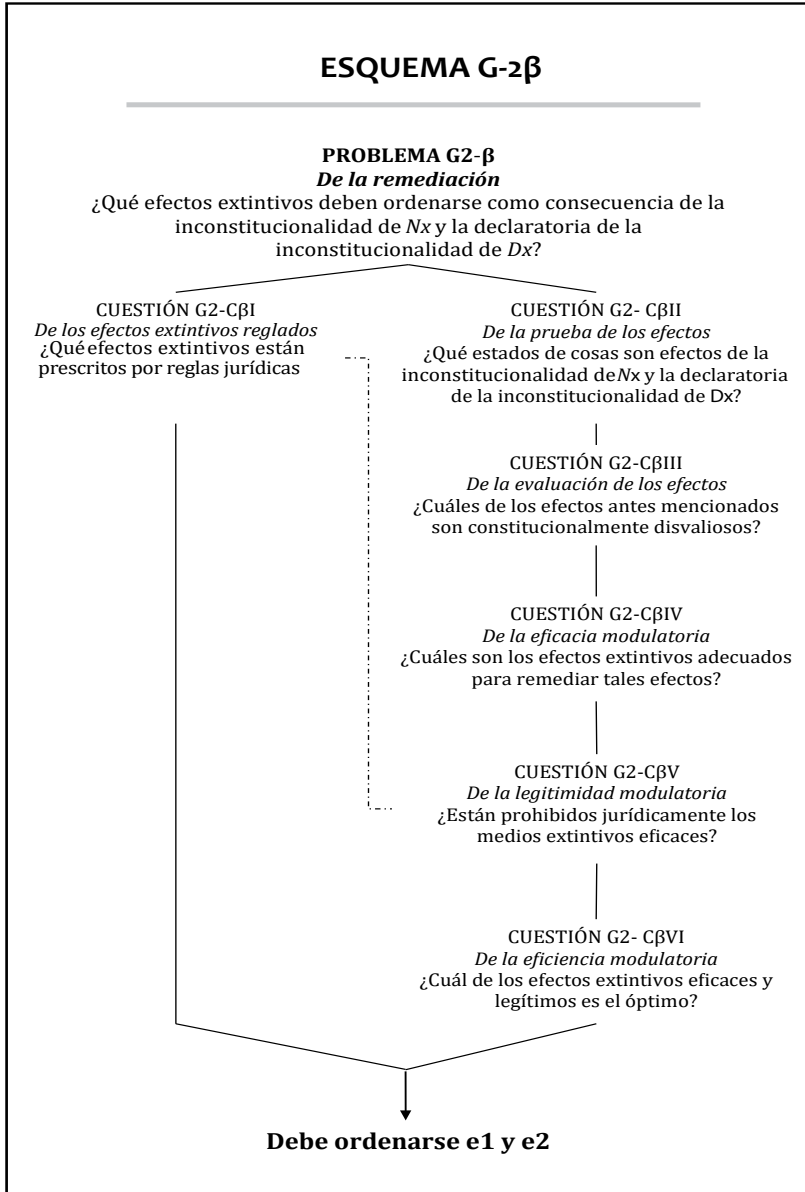 ESQUEMA G-2β
PROBLEMA G2-β
De la remediación
¿Qué efectos extintivos deben ordenarse como consecuencia de la
inconstitucionalidad de Nx y la declaratoria de la
inconstitucionalidad de Dx?
CUESTIÓN G2-CβI
De los efectos extintivos reglados
¿Qué efectos extintivos están
prescritos por reglas jurídicas
CUESTIÓN G2- CβII
De la prueba de los efectos
¿Qué estados de cosas son efectos de la
inconstitucionalidad de Nx y la declaratoria
de la inconstitucionalidad de Dx?
CUESTIÓN G2-CβIII
De la evaluación de los efectos
¿Cuáles de los efectos antes mencionados
son constitucionalmente disvaliosos?
CUESTIÓN G2-CβIV
De la eficacia modulatoria
¿Cuáles son los efectos extintivos adecuados
para remediar tales efectos?
CUESTIÓN G2-CβV
De la legitimidad modulatoria
¿Están prohibidos jurídicamente los
medios extintivos eficaces?
CUESTIÓN G2- CβVI
De la eficiencia modulatoria
¿Cuál de los efectos extintivos eficaces y
legítimos es el óptimo?
Debe ordenarse e1 y e2